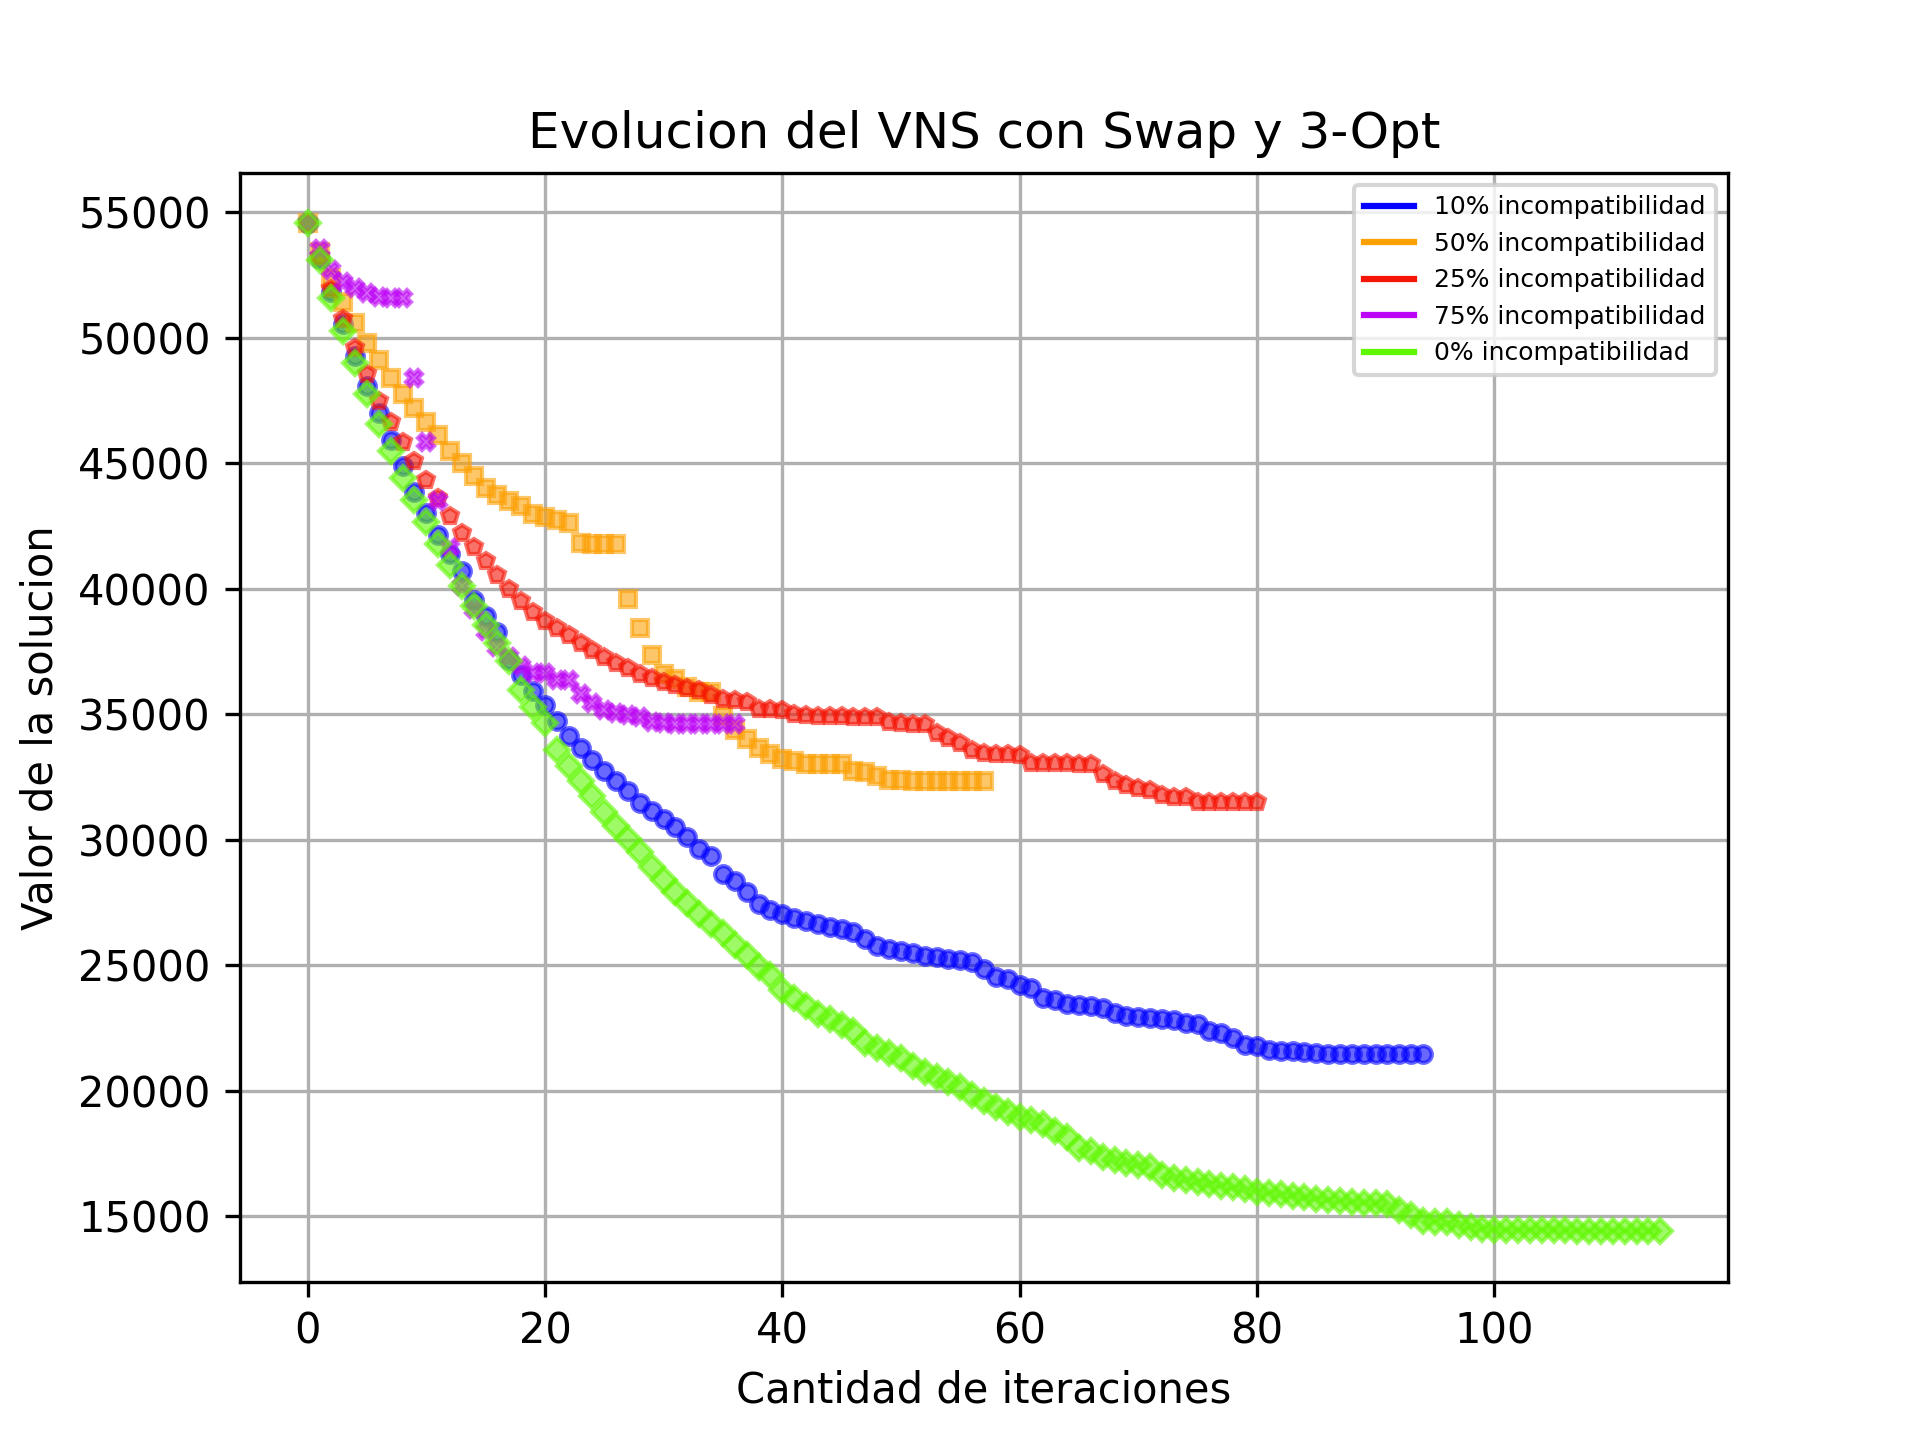 Evolucion del VNS con Swap y 3-Opt
10% incompatibilidad
50% incompatibilidad
25% incompatibilidad
75% incompatibilidad
0% incompatibilidad
Valor de la solucion
55000
50000
45000
40000
35000
30000
25000
20000
15000
0 20 40 60 80 100
Cantidad de iteraciones